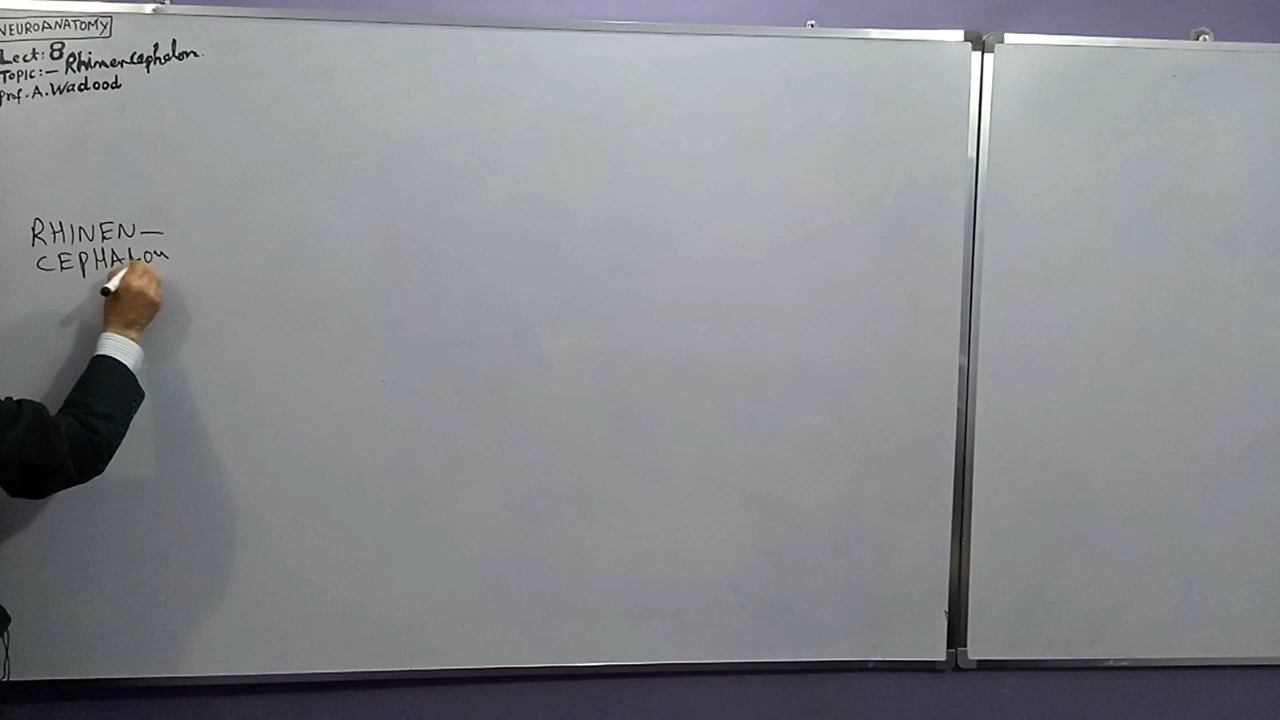 NEUROANATOMY
Lect: 8
Topic:- Rhinencephalon.
Prof. A. Wadood
RHINEN-
CEPHALon